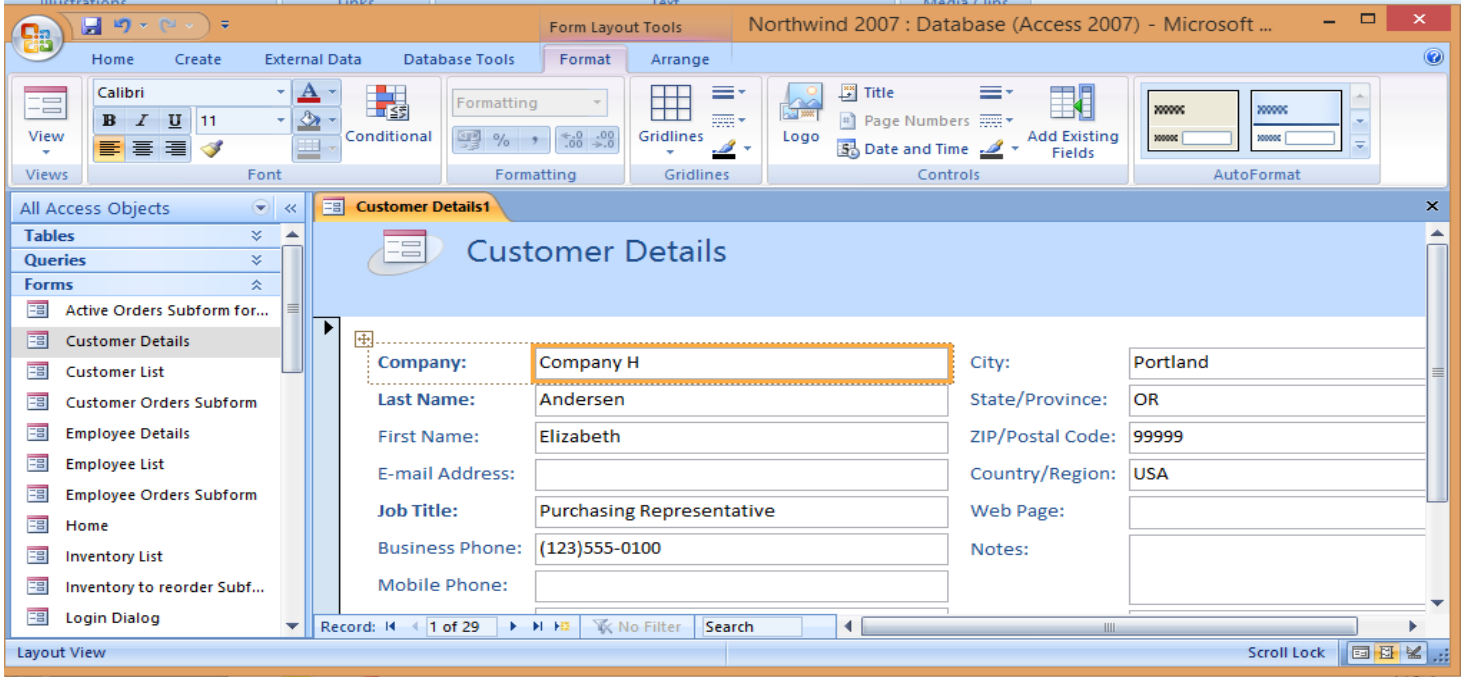 Illustrations Links Text Media Clips
Form Layout Tools Northwind 2007 : Database (Access 2007) - Microsoft ...
Home Create External Data Database Tools Format Arrange
Calibri
B I U 11
View
Conditional
Formatting
% ,
Gridlines
Logo
Title
Page Numbers
Date and Time
Add Existing
Fields
Views Font Formatting Gridlines Controls AutoFormat
All Access Objects
Tables
Queries
Forms
Active Orders Subform for...
Customer Details
Customer List
Customer Orders Subform
Employee Details
Employee List
Employee Orders Subform
Home
Inventory List
Inventory to reorder Subf...
Login Dialog
Customer Details1
Customer Details
Company: Company H
Last Name: Andersen
First Name: Elizabeth
E-mail Address:
Job Title: Purchasing Representative
Business Phone: (123)555-0100
Mobile Phone:
City: Portland
State/Province: OR
ZIP/Postal Code: 99999
Country/Region: USA
Web Page:
Notes:
Record: 1 of 29 No Filter Search
Layout View Scroll Lock